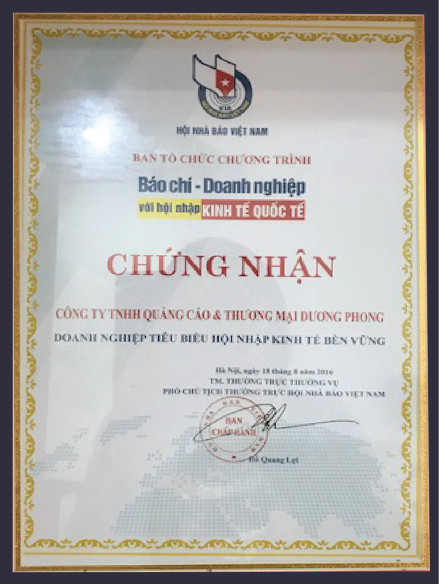 HỘI NHÀ BÁO VIỆT NAM
BAN TỔ CHỨC CHƯƠNG TRÌNH
Báo chí - Doanh nghiệp
với hội nhập KINH TẾ QUỐC TẾ
CHỨNG NHẬN
CÔNG TY TNHH QUẢNG CÁO & THƯƠNG MẠI DƯƠNG PHONG
DOANH NGHIỆP TIÊU BIỂU HỘI NHẬP KINH TẾ BỀN VỮNG
Hà Nội, ngày 18 tháng 8 năm 2016
TM. THƯỜNG TRỰC THƯỜNG VỤ
PHÓ CHỦ TỊCH THƯỜNG TRỰC HỘI NHÀ BÁO VIỆT NAM
BAN
CHẤP HÀNH
Hồ Quang Lợi